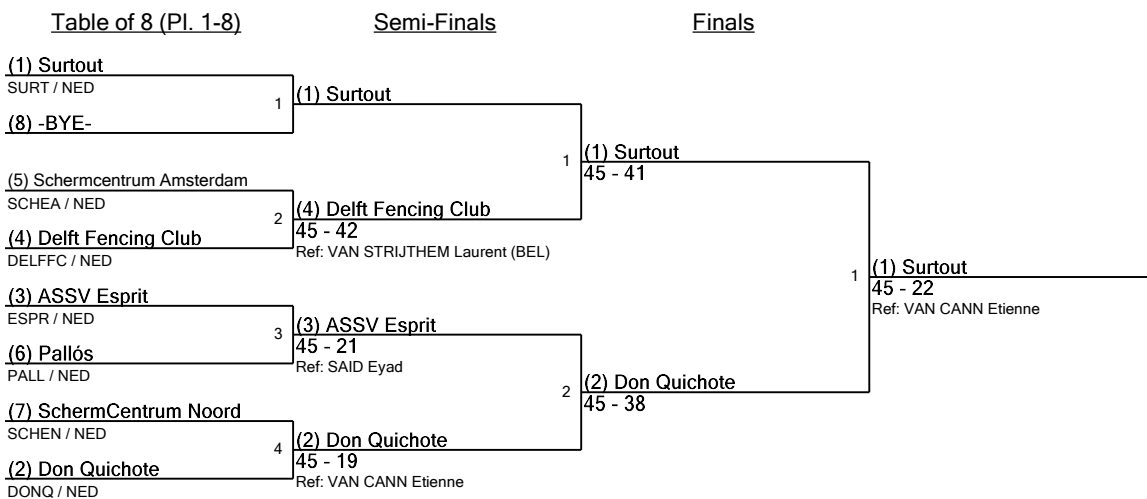 Table of 8 (Pl. 1-8)
Semi-Finals
Finals
(1) Surtout
SURT / NED
1
(8) -BYE-
(5) Schermcentrum Amsterdam
SCHEA / NED
2
(4) Delft Fencing Club
DELFFC / NED
(3) ASSV Esprit
ESPR / NED
3
(6) Pallós
PALL / NED
(7) SchermCentrum Noord
SCHEN / NED
4
(2) Don Quichote
DONQ / NED
(1) Surtout
1
(4) Delft Fencing Club
45 - 42
Ref: VAN STRIJTHEM Laurent (BEL)
(3) ASSV Esprit
45 - 21
Ref: SAID Eyad
2
(2) Don Quichote
45 - 19
Ref: VAN CANN Etienne
(1) Surtout
45 - 41
1
(2) Don Quichote
45 - 38
(1) Surtout
45 - 22
Ref: VAN CANN Etienne